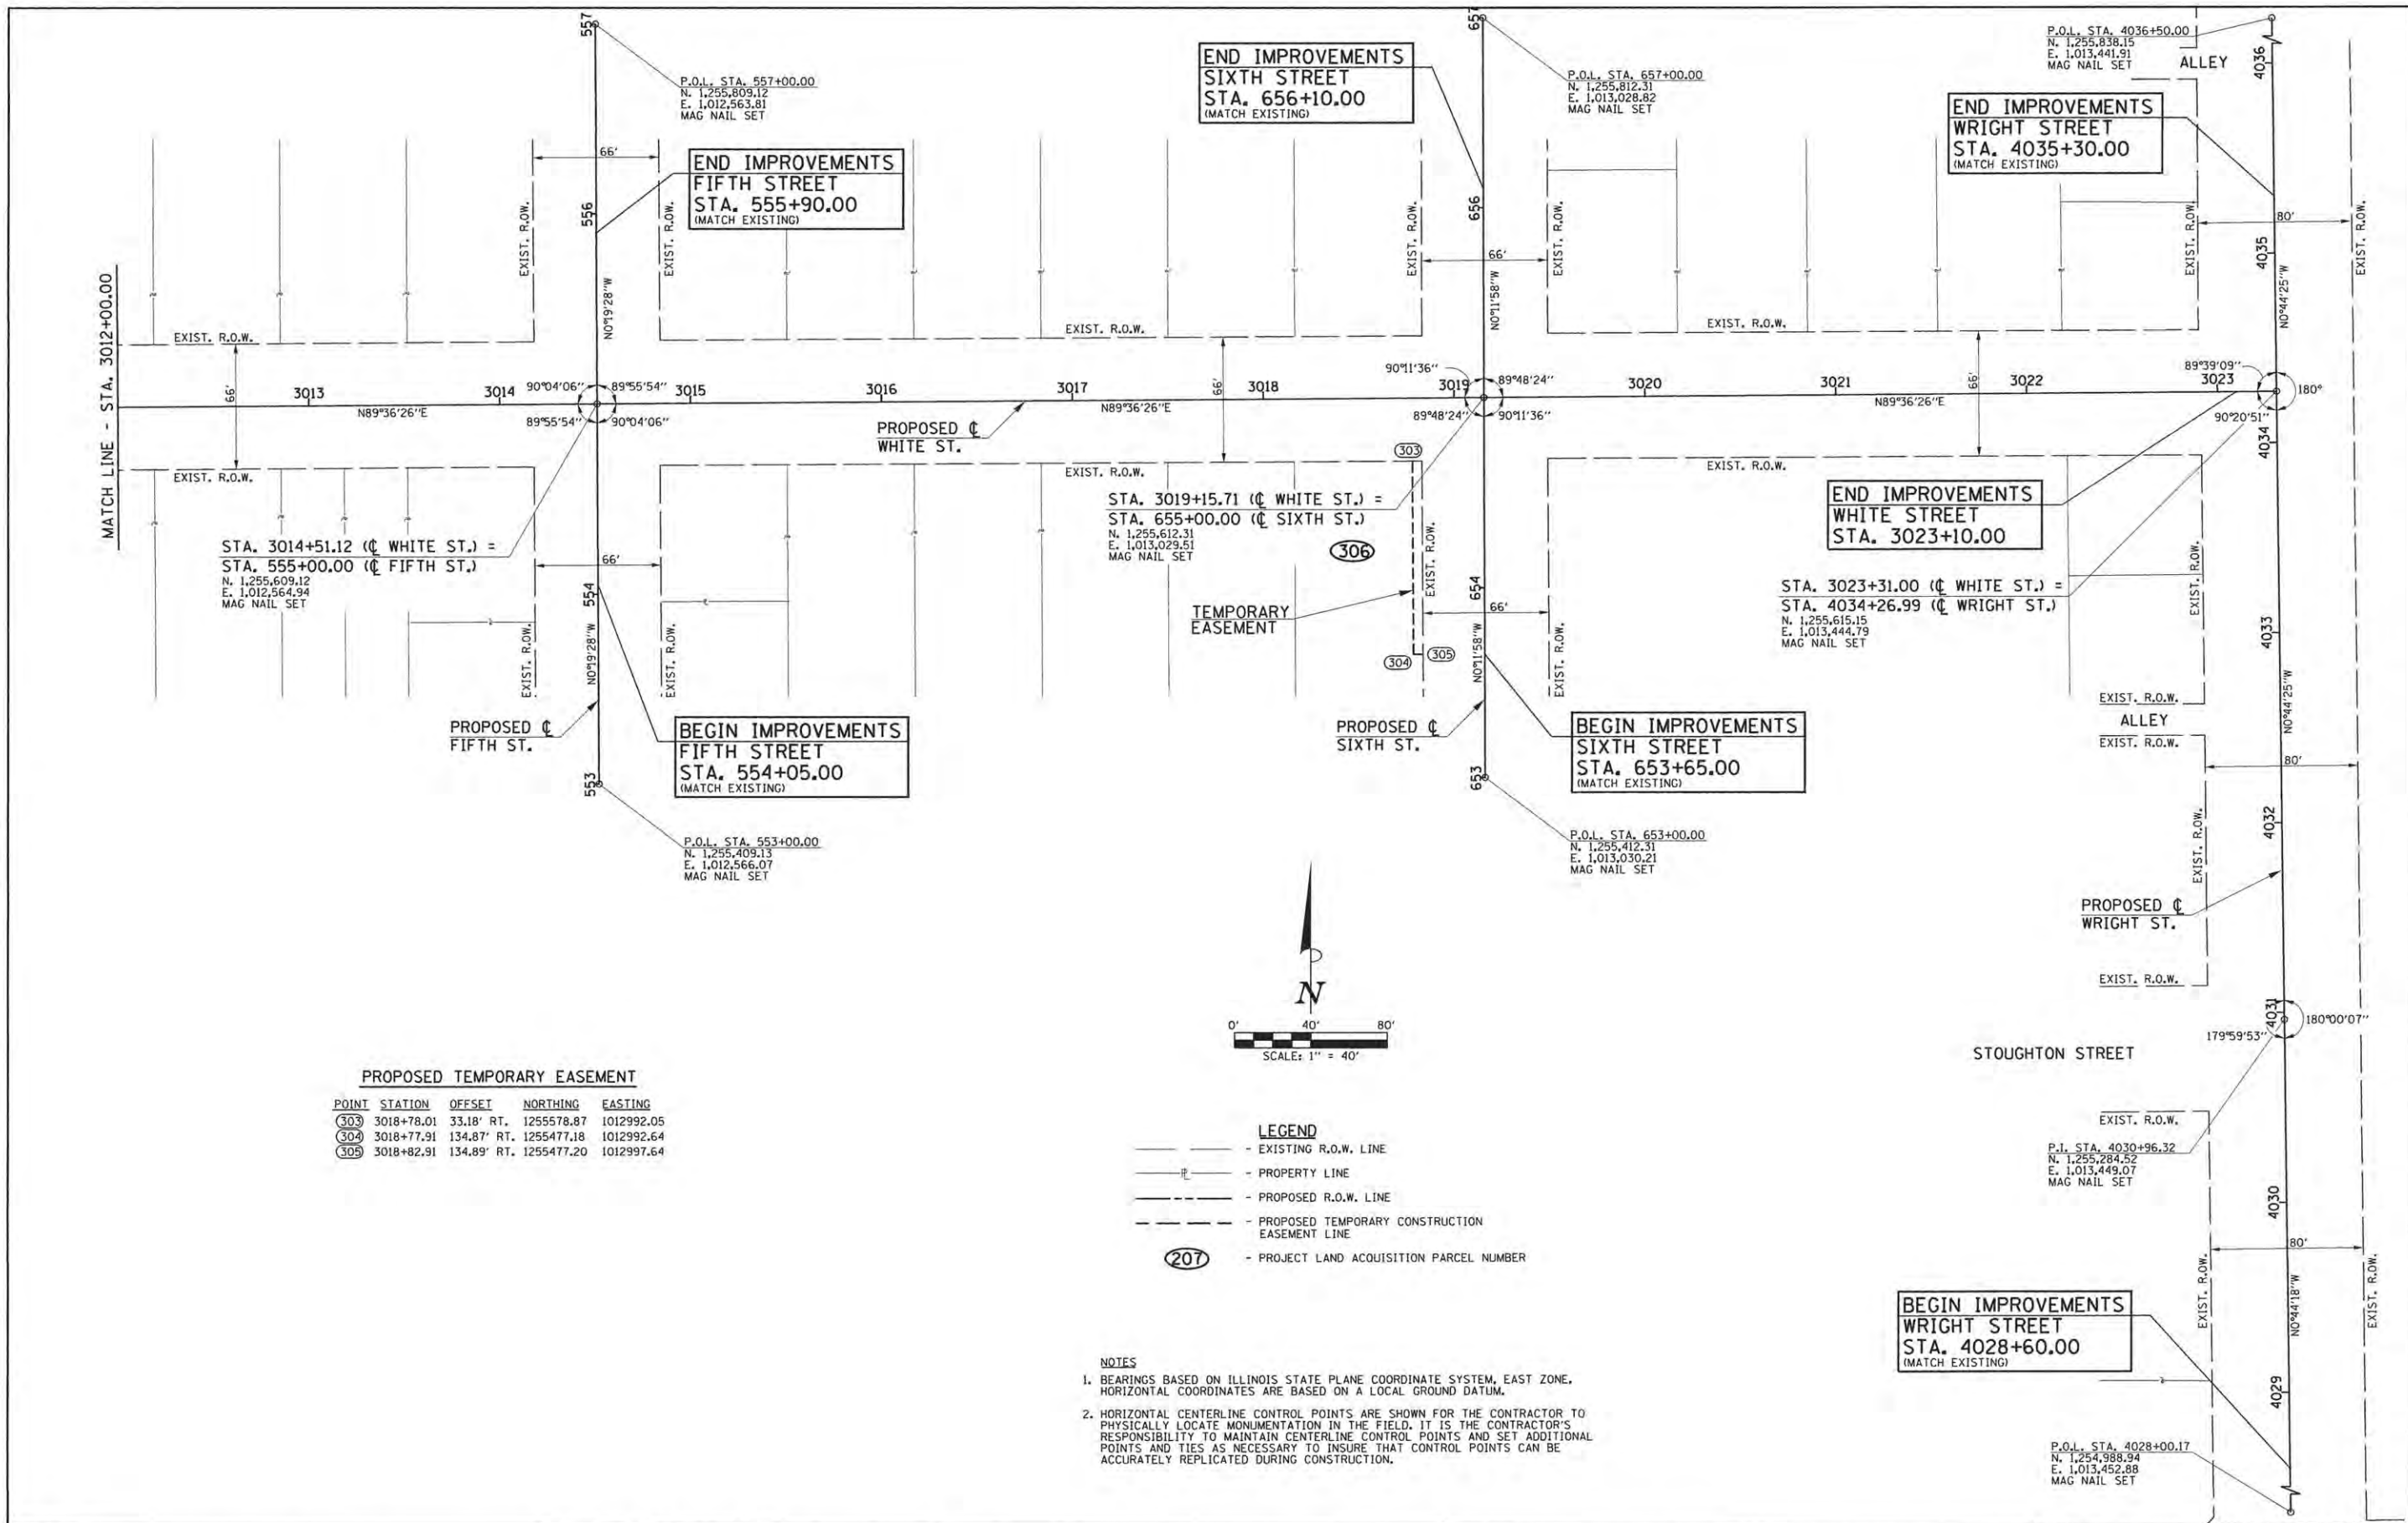 557
P.O.L. STA. 557+00.00
N. 1,255,809.12
E. 1,012,563.81
MAG NAIL SET
END IMPROVEMENTS
FIFTH STREET
STA. 555+90.00
(MATCH EXISTING)
66'
556
EXIST. R.O.W.
EXIST. R.O.W.
N0°19'28"W
END IMPROVEMENTS
SIXTH STREET
STA. 656+10.00
(MATCH EXISTING)
657
P.O.L. STA. 657+00.00
N. 1,255,812.31
E. 1,013,028.82
MAG NAIL SET
656
66'
EXIST. R.O.W.
EXIST. R.O.W.
N0°11'58"W
P.O.L. STA. 4036+50.00
N. 1,255,838.15
E. 1,013,441.91
MAG NAIL SET
ALLEY
4036
END IMPROVEMENTS
WRIGHT STREET
STA. 4035+30.00
(MATCH EXISTING)
80'
4035
EXIST. R.O.W.
EXIST. R.O.W.
N0°44'25"W
MATCH LINE - STA. 3012+00.00
EXIST. R.O.W.
EXIST. R.O.W.
EXIST. R.O.W.
66'
66'
66'
3013
3014
90°04'06"
89°55'54"
3015
3016
3017
3018
90°11'36"
3019
89°48'24"
3020
3021
3022
89°39'09"
3023
180°
N89°36'26"E
89°55'54"
90°04'06"
N89°36'26"E
89°48'24"
90°11'36"
N89°36'26"E
90°20'51"
4034
PROPOSED ℄
WHITE ST.
EXIST. R.O.W.
EXIST. R.O.W.
EXIST. R.O.W.
303
STA. 3019+15.71 (℄ WHITE ST.) =
STA. 655+00.00 (℄ SIXTH ST.)
N. 1,255,612.31
E. 1,013,029.51
MAG NAIL SET
306
EXIST. R.O.W.
END IMPROVEMENTS
WHITE STREET
STA. 3023+10.00
STA. 3014+51.12 (℄ WHITE ST.) =
STA. 555+00.00 (℄ FIFTH ST.)
N. 1,255,609.12
E. 1,012,564.94
MAG NAIL SET
66'
554
654
66'
TEMPORARY
EASEMENT
STA. 3023+31.00 (℄ WHITE ST.) =
STA. 4034+26.99 (℄ WRIGHT ST.)
N. 1,255,615.15
E. 1,013,444.79
MAG NAIL SET
EXIST. R.O.W.
4033
EXIST. R.O.W.
N0°19'28"W
EXIST. R.O.W.
304
305
N0°11'58"W
EXIST. R.O.W.
N0°44'25"W
EXIST. R.O.W.
ALLEY
EXIST. R.O.W.
PROPOSED ℄
FIFTH ST.
BEGIN IMPROVEMENTS
FIFTH STREET
STA. 554+05.00
(MATCH EXISTING)
PROPOSED ℄
SIXTH ST.
BEGIN IMPROVEMENTS
SIXTH STREET
STA. 653+65.00
(MATCH EXISTING)
80'
553
653
4032
P.O.L. STA. 553+00.00
N. 1,255,409.13
E. 1,012,566.07
MAG NAIL SET
P.O.L. STA. 653+00.00
N. 1,255,412.31
E. 1,013,030.21
MAG NAIL SET
EXIST. R.O.W.
PROPOSED ℄
WRIGHT ST.
EXIST. R.O.W.
N
0' 40' 80'
SCALE: 1" = 40'
4031
180°00'07"
179°59'53"
STOUGHTON STREET
EXIST. R.O.W.
P.I. STA. 4030+96.32
N. 1,255,284.52
E. 1,013,449.07
MAG NAIL SET
4030
80'
EXIST. R.O.W.
EXIST. R.O.W.
N0°44'18"W
PROPOSED TEMPORARY EASEMENT
POINT STATION OFFSET NORTHING EASTING
303 3018+78.01 33.18' RT. 1255578.87 1012992.05
304 3018+77.91 134.87' RT. 1255477.18 1012992.64
305 3018+82.91 134.89' RT. 1255477.20 1012997.64
LEGEND
- EXISTING R.O.W. LINE
℄ - PROPERTY LINE
- PROPOSED R.O.W. LINE
- PROPOSED TEMPORARY CONSTRUCTION
EASEMENT LINE
207 - PROJECT LAND ACQUISITION PARCEL NUMBER
BEGIN IMPROVEMENTS
WRIGHT STREET
STA. 4028+60.00
(MATCH EXISTING)
4029
P.O.L. STA. 4028+00.17
N. 1,254,988.94
E. 1,013,452.88
MAG NAIL SET
NOTES
1. BEARINGS BASED ON ILLINOIS STATE PLANE COORDINATE SYSTEM, EAST ZONE.
HORIZONTAL COORDINATES ARE BASED ON A LOCAL GROUND DATUM.
2. HORIZONTAL CENTERLINE CONTROL POINTS ARE SHOWN FOR THE CONTRACTOR TO
PHYSICALLY LOCATE MONUMENTATION IN THE FIELD. IT IS THE CONTRACTOR'S
RESPONSIBILITY TO MAINTAIN CENTERLINE CONTROL POINTS AND SET ADDITIONAL
POINTS AND TIES AS NECESSARY TO INSURE THAT CONTROL POINTS CAN BE
ACCURATELY REPLICATED DURING CONSTRUCTION.